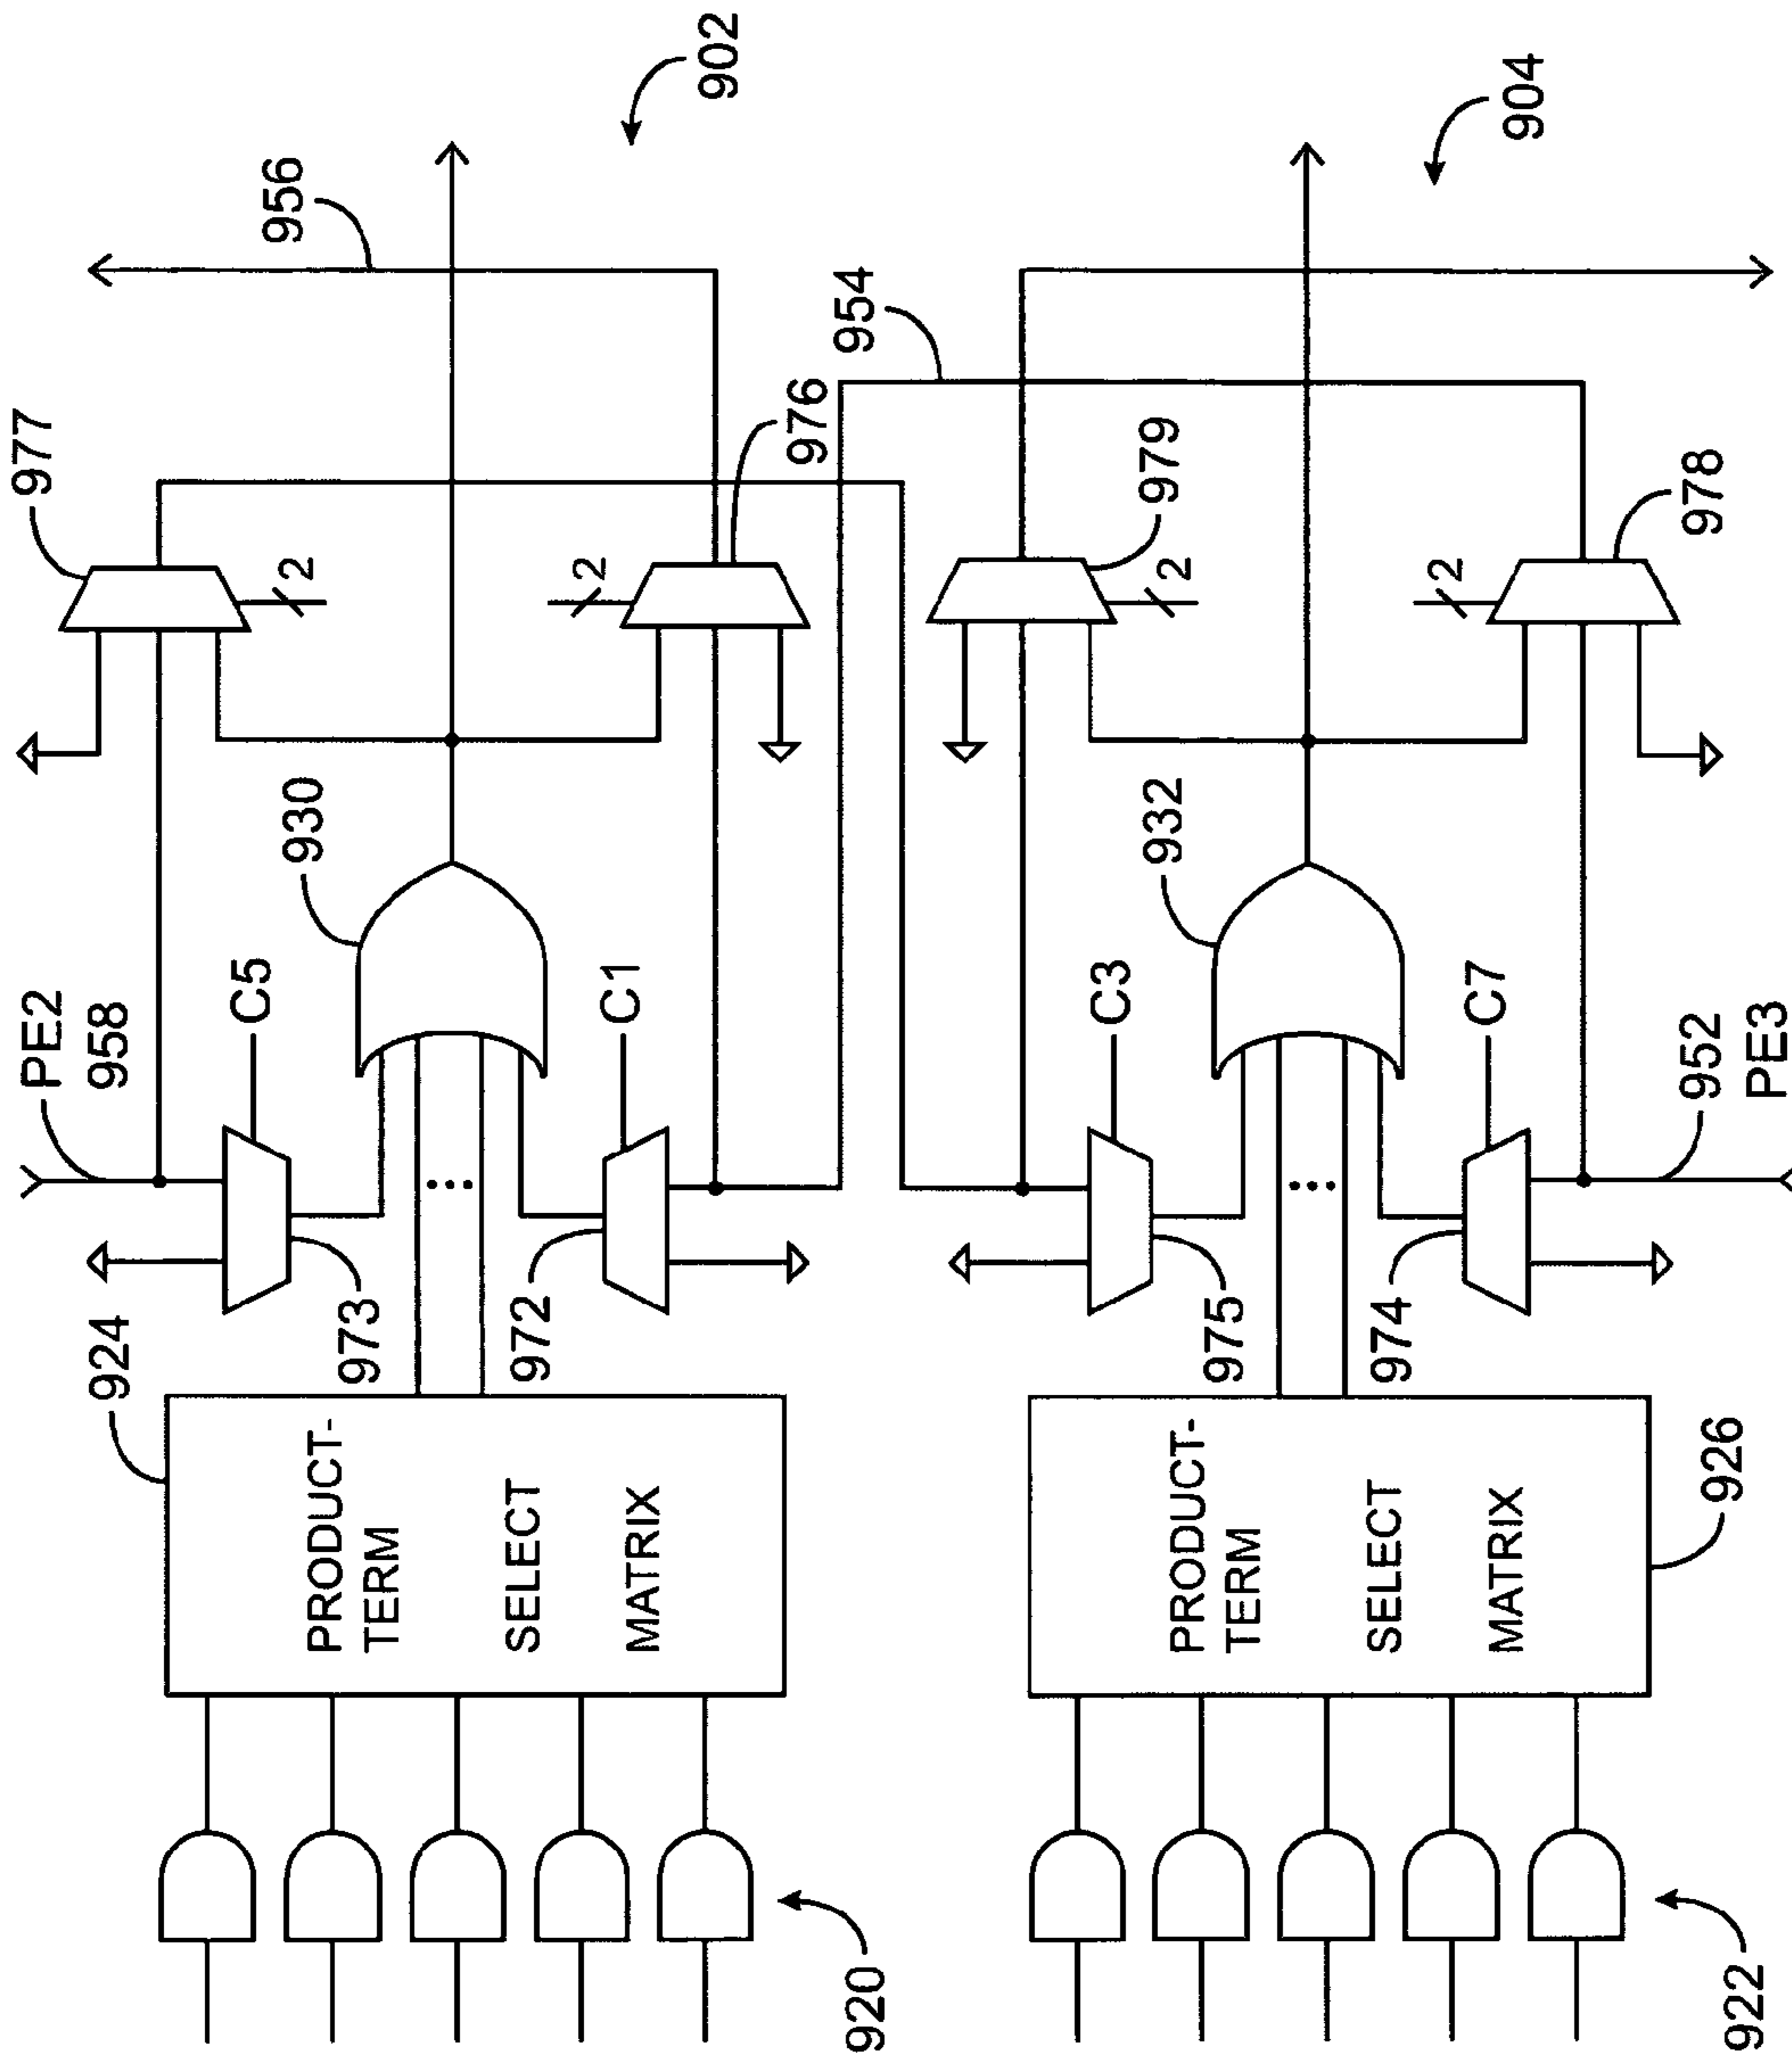 902
956
977
2
976
2
930
PE2
958
C5
C1
973
972
924
PRODUCT-
TERM
SELECT
MATRIX
920
904
954
979
2
978
2
932
C3
C7
952
PE3
975
974
PRODUCT-
TERM
SELECT
MATRIX
926
922